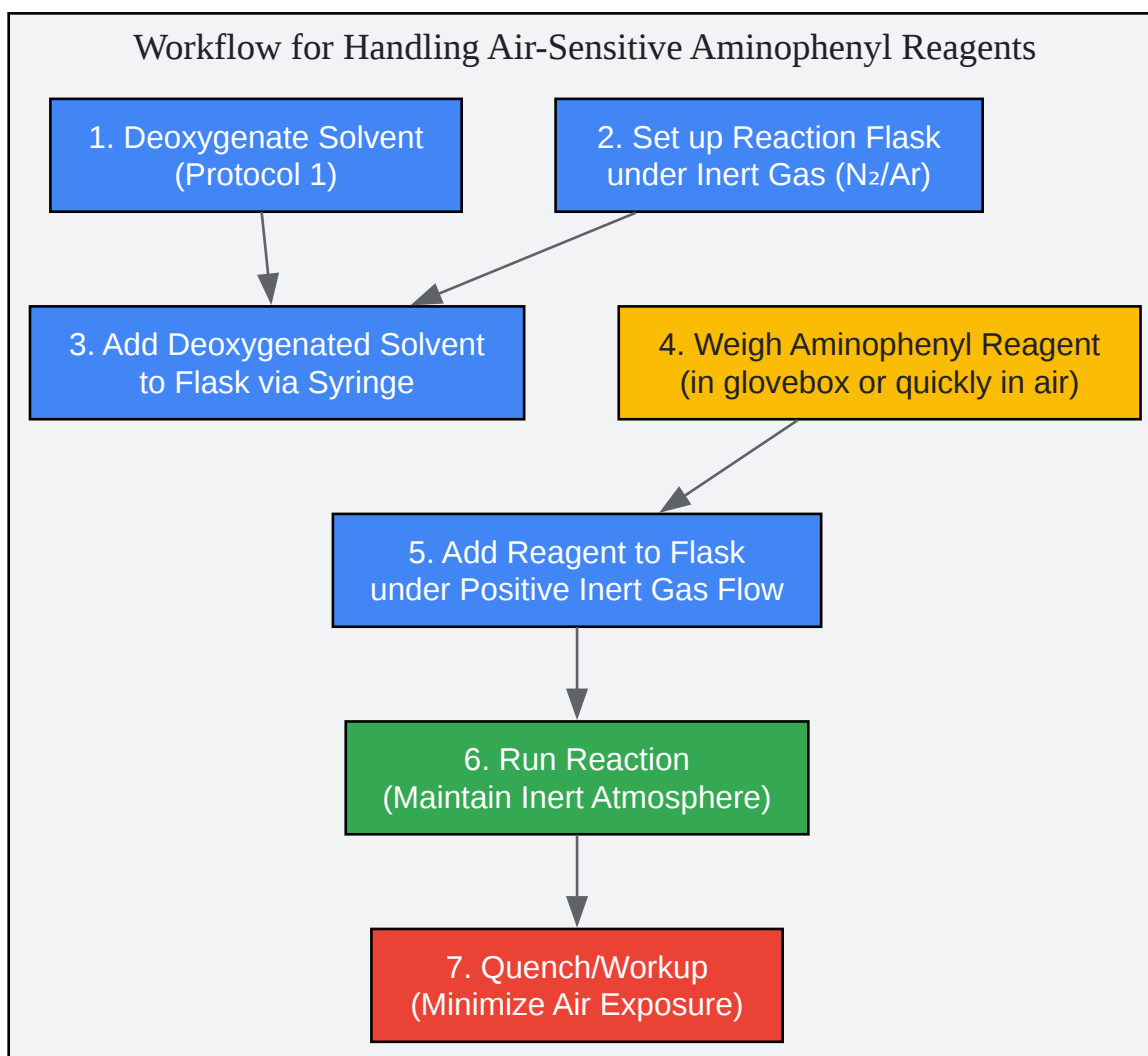 Workflow for Handling Air-Sensitive Aminophenyl Reagents
1. Deoxygenate Solvent
(Protocol 1)
2. Set up Reaction Flask
under Inert Gas (N₂/Ar)
3. Add Deoxygenated Solvent
to Flask via Syringe
4. Weigh Aminophenyl Reagent
(in glovebox or quickly in air)
5. Add Reagent to Flask
under Positive Inert Gas Flow
6. Run Reaction
(Maintain Inert Atmosphere)
7. Quench/Workup
(Minimize Air Exposure)